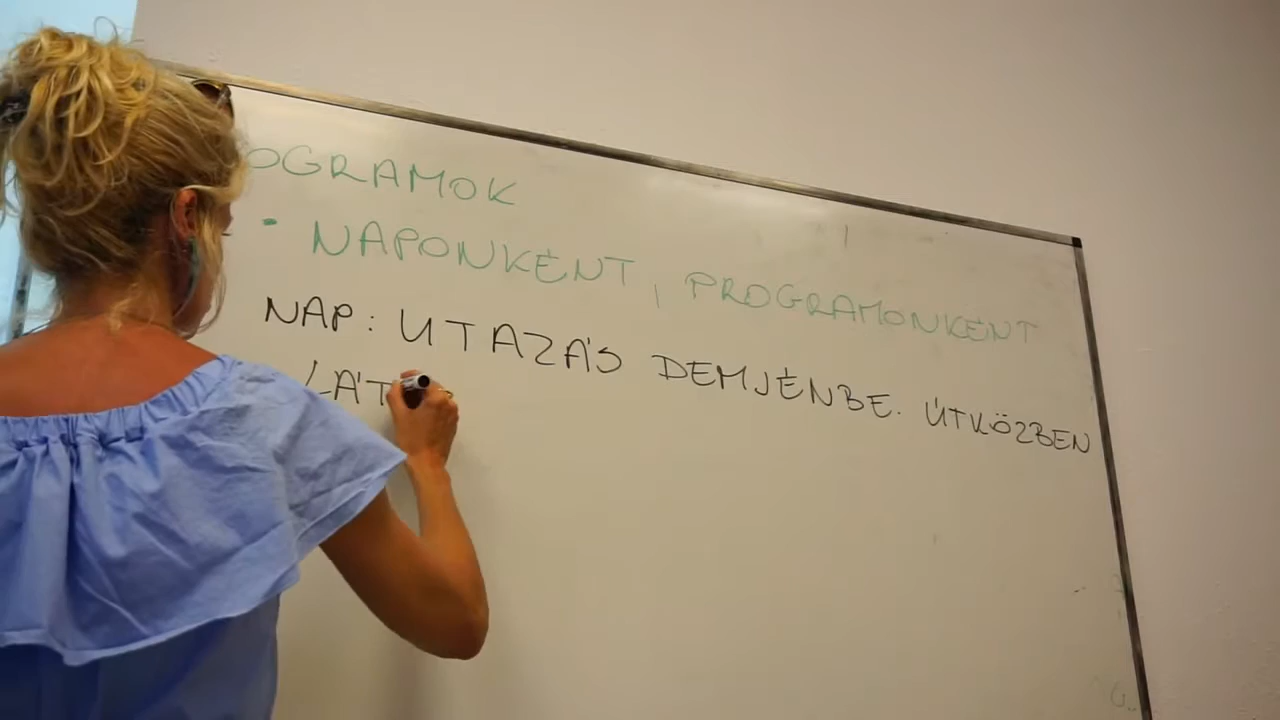 OGRAMOK
- NAPONKÉNT, PROGRAMONKÉNT
NAP: UTAZÁS DEMJÉNBE. ÚTKÖZBEN
LÁT